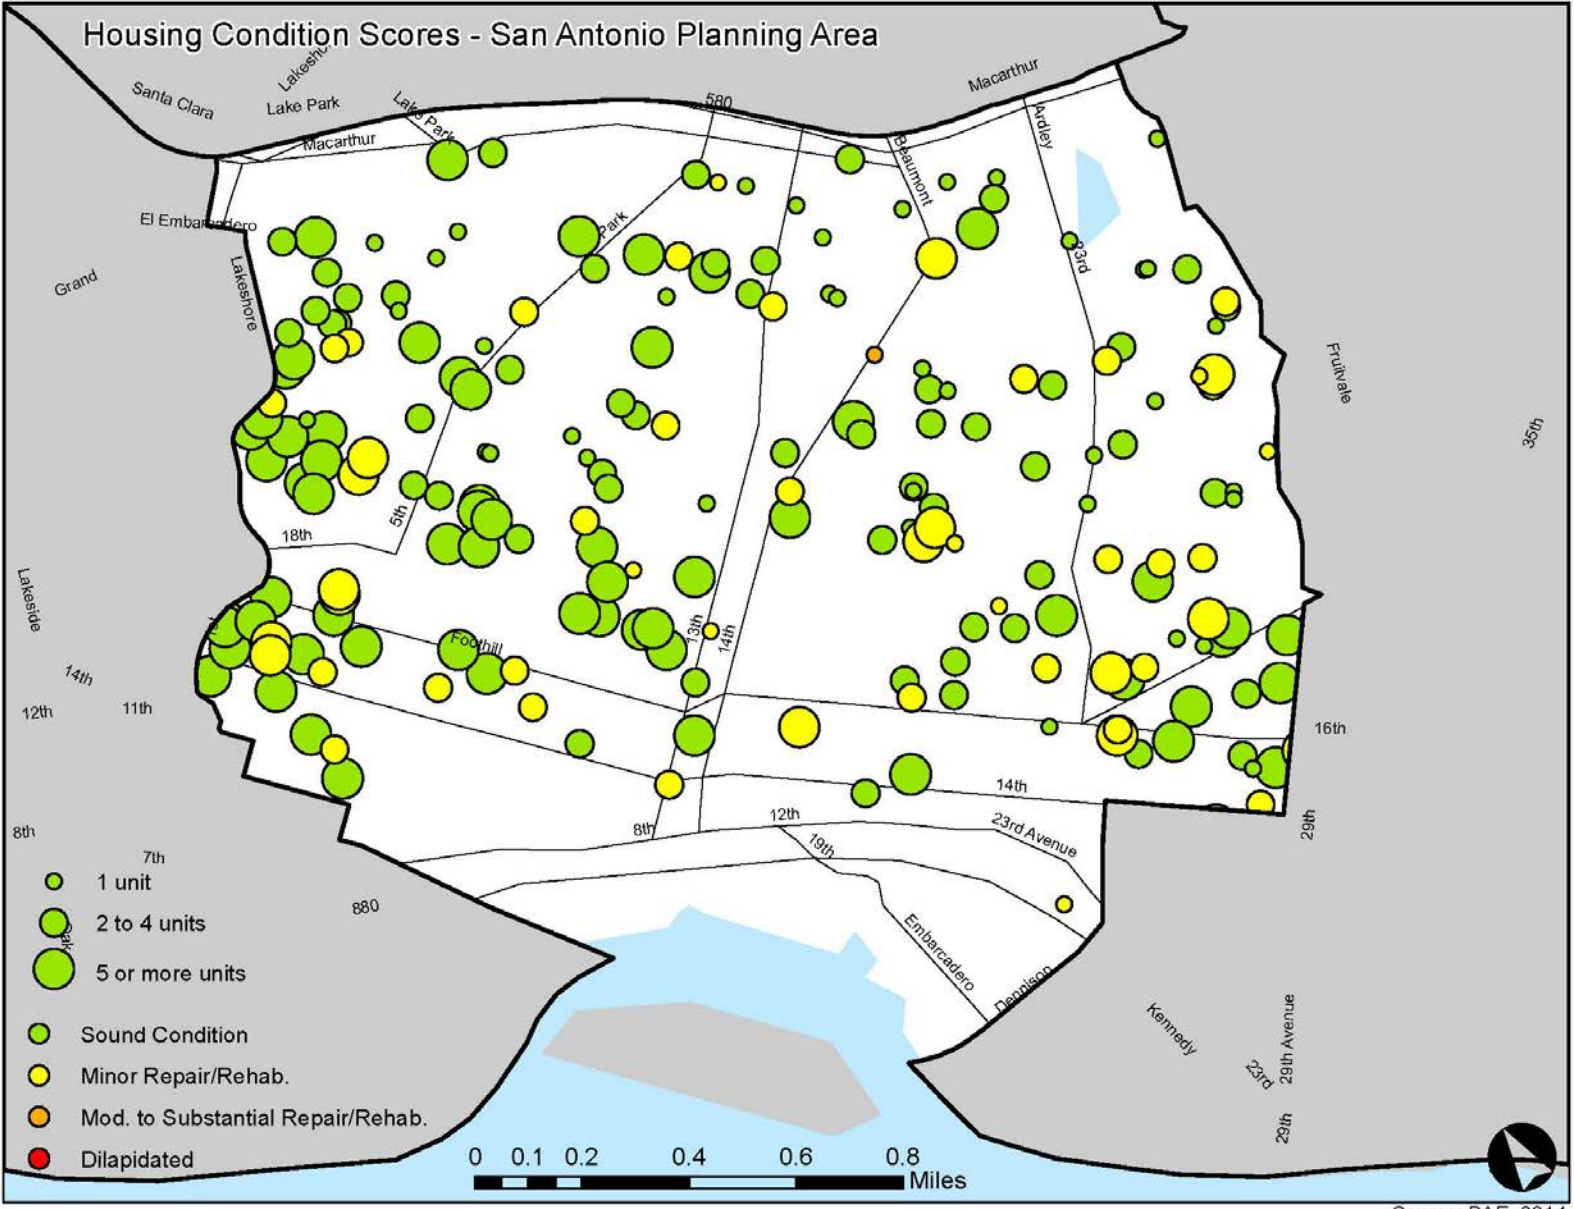 Housing Condition Scores - San Antonio Planning Area
Santa Clara
Lake Park
Lake Park
Macarthur
580
Macarthur
Ardley
Beaumont
El Embarcadero
Grand
Lakeshore
Park
23rd
Fruitvale
35th
5th
18th
Lakeside
Foothill
13th
14th
14th
12th
11th
16th
14th
12th
8th
19th
23rd Avenue
29th
8th
7th
880
Embarcadero
Dennison
Kennedy
23rd
29th Avenue
29th
1 unit
2 to 4 units
5 or more units
Sound Condition
Minor Repair/Rehab.
Mod. to Substantial Repair/Rehab.
Dilapidated
0 0.1 0.2 0.4 0.6 0.8
Miles